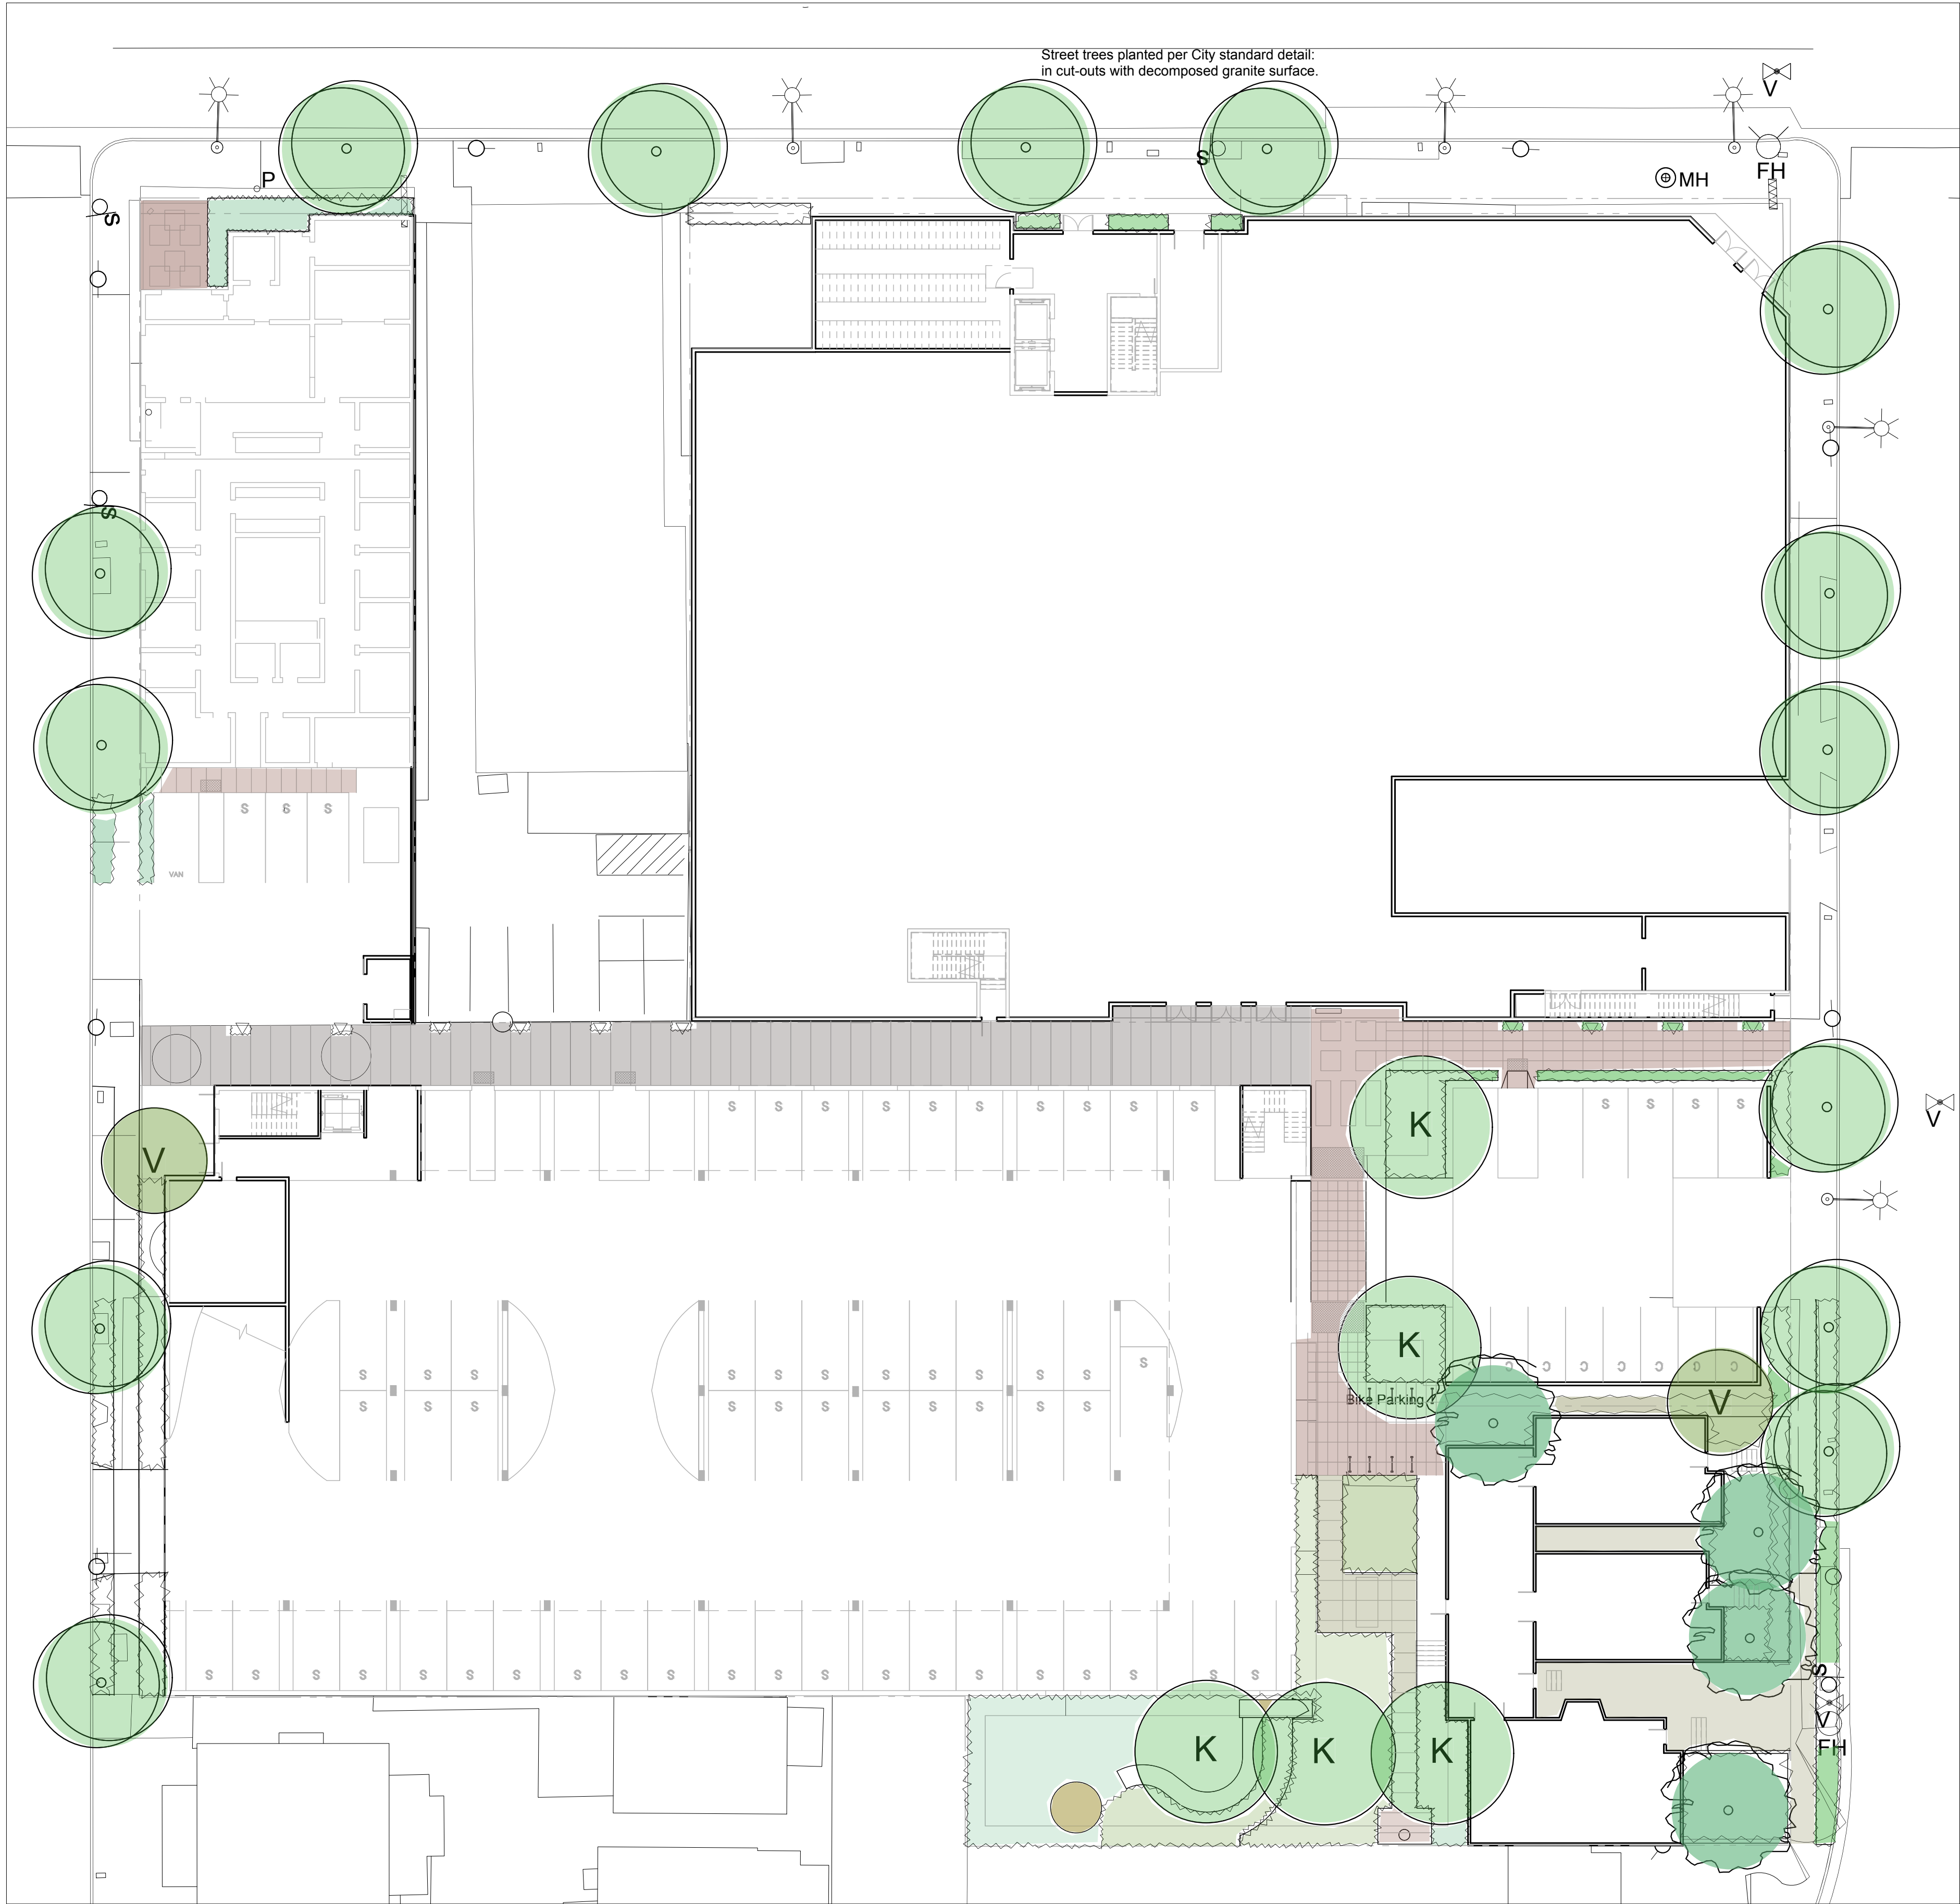 Street trees planted per City standard detail:
in cut-outs with decomposed granite surface.
V
S
FH
P
MH
S
S
S S S
VAN
S S S S S S S S S S
S S S S
V
K
V
K
S
C C C C C C C
S S S S S S S S S S S
Bike Parking ?
V
S S S S S S S S S S S
S S S S S S S S S S S S S S S S S S S S S
S
V
FH
K K K